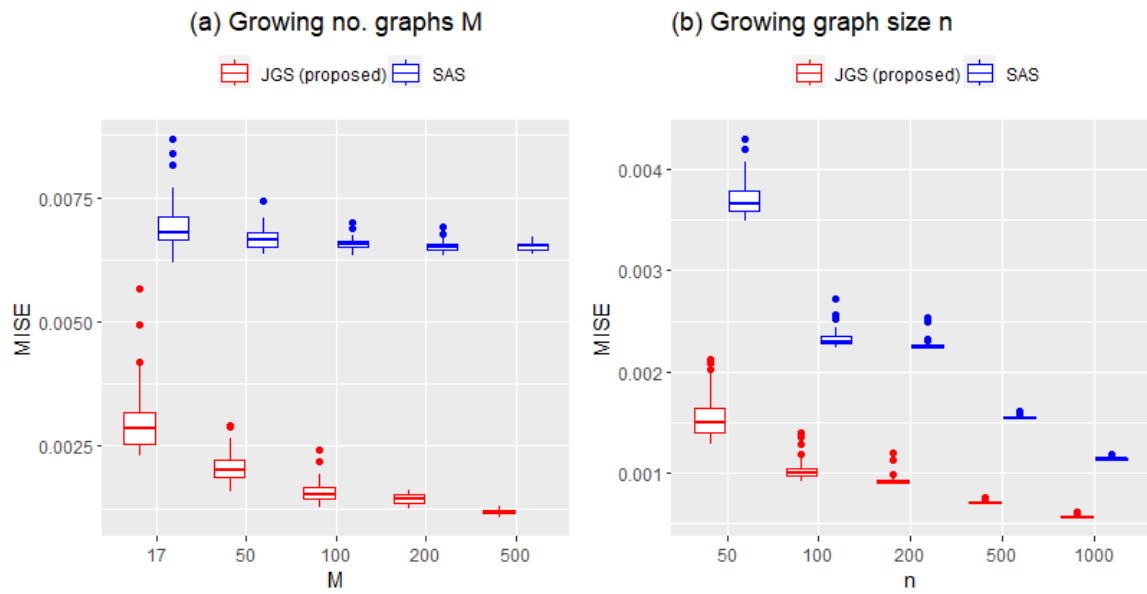 (a) Growing no. graphs M
JGS (proposed) SAS
0.0075
0.0050
0.0025
MISE
17 50 100 200 500
M
(b) Growing graph size n
JGS (proposed) SAS
0.004
0.003
0.002
0.001
MISE
50 100 200 500 1000
n